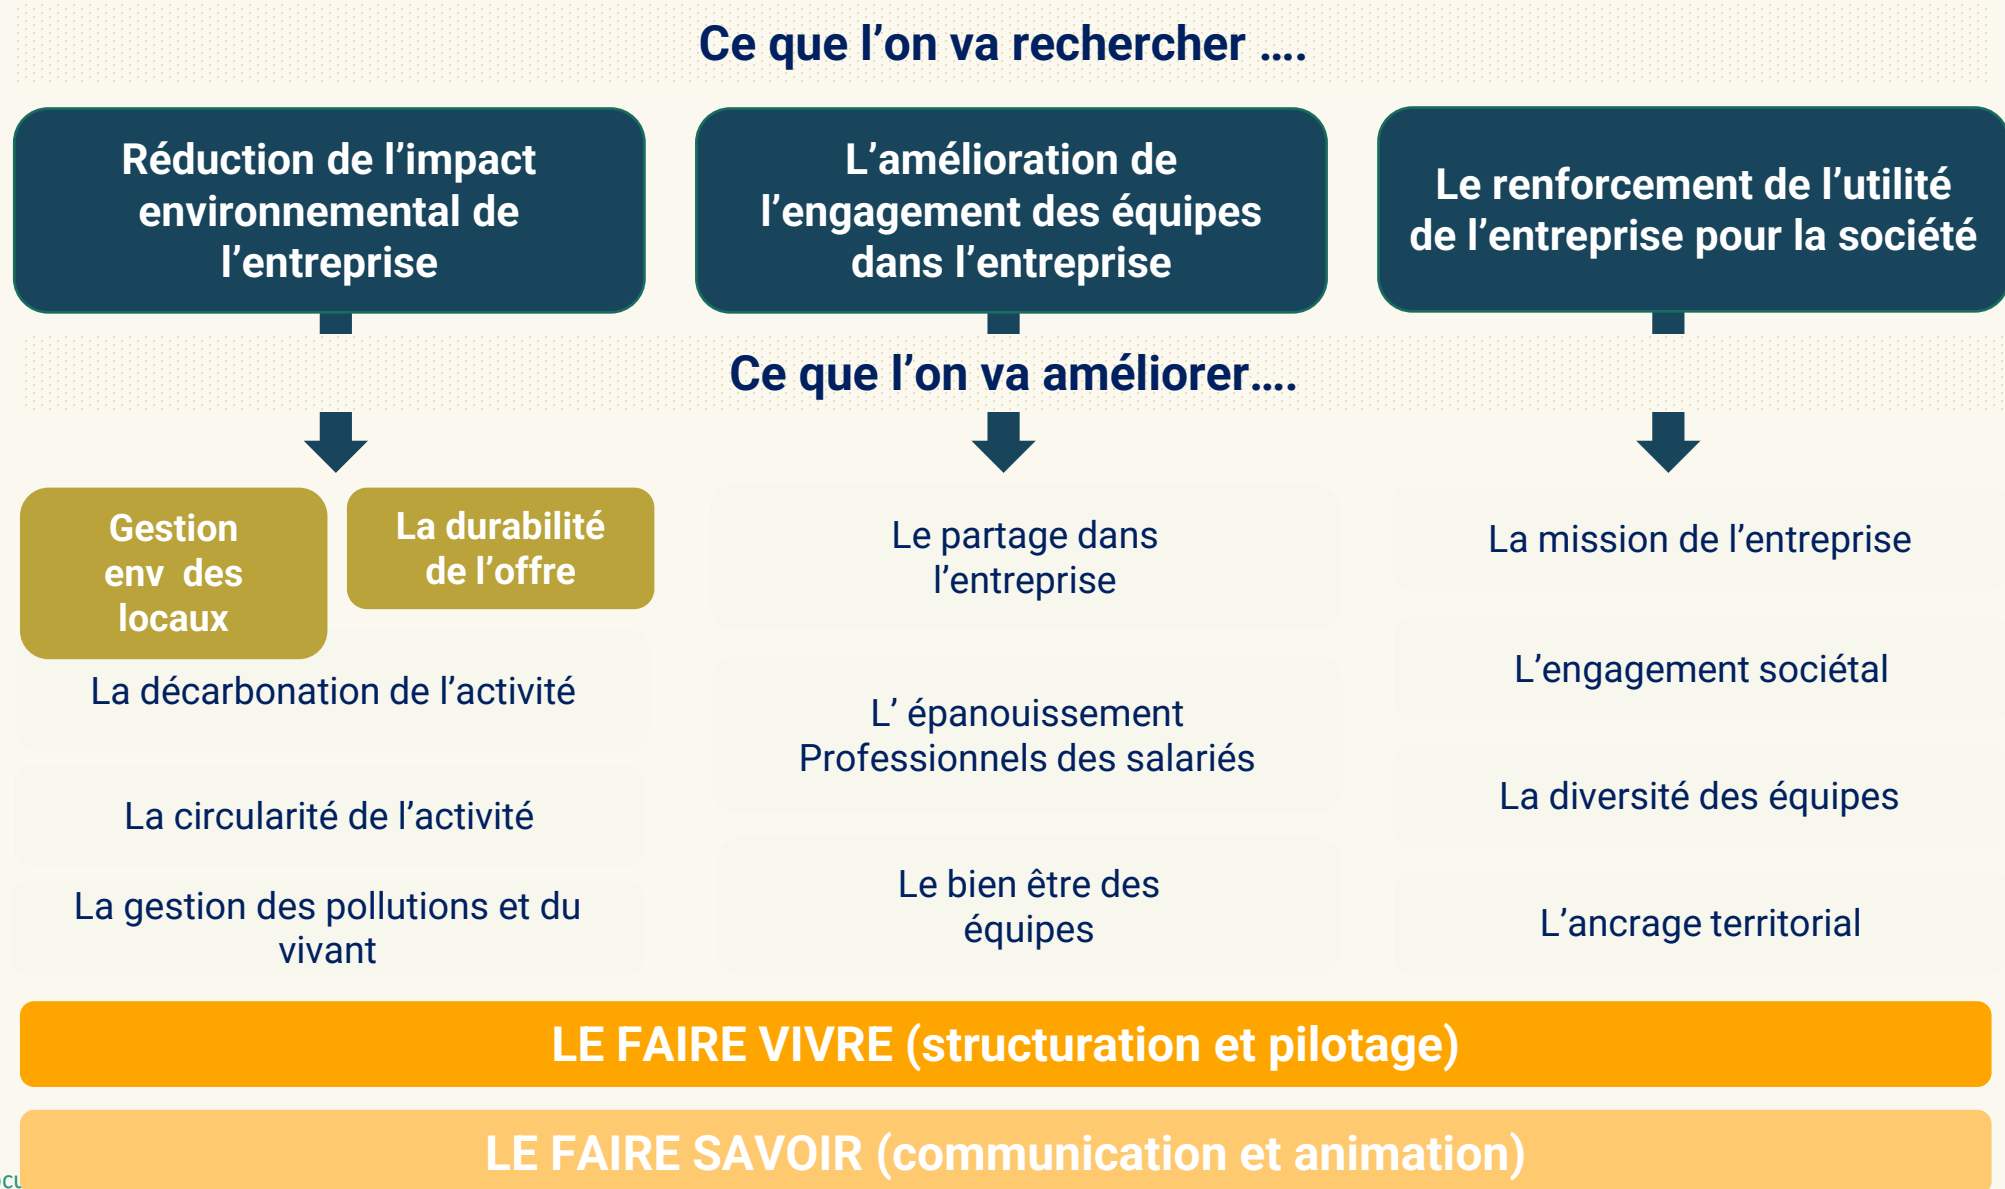 Ce que l’on va rechercher ....
Réduction de l’impact
environnemental de
l’entreprise
L’amélioration de
l’engagement des équipes
dans l’entreprise
Le renforcement de l’utilité
de l’entreprise pour la société
Ce que l’on va améliorer....
Gestion
env des
locaux
La durabilité
de l’offre
La décarbonation de l’activité
La circularité de l’activité
La gestion des pollutions et du
vivant
Le partage dans
l’entreprise
L’ épanouissement
Professionnels des salariés
Le bien être des
équipes
La mission de l’entreprise
L’engagement sociétal
La diversité des équipes
L’ancrage territorial
LE FAIRE VIVRE (structuration et pilotage)
LE FAIRE SAVOIR (communication et animation)